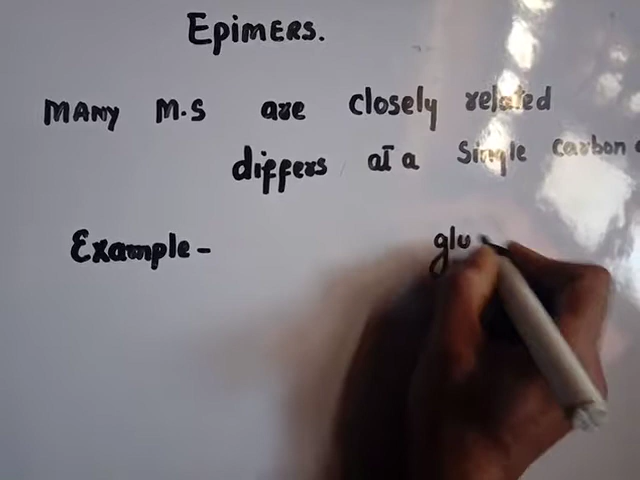 EpiMERS.
MANY M.S are closely related
differs at a Single carbon
Example - glu